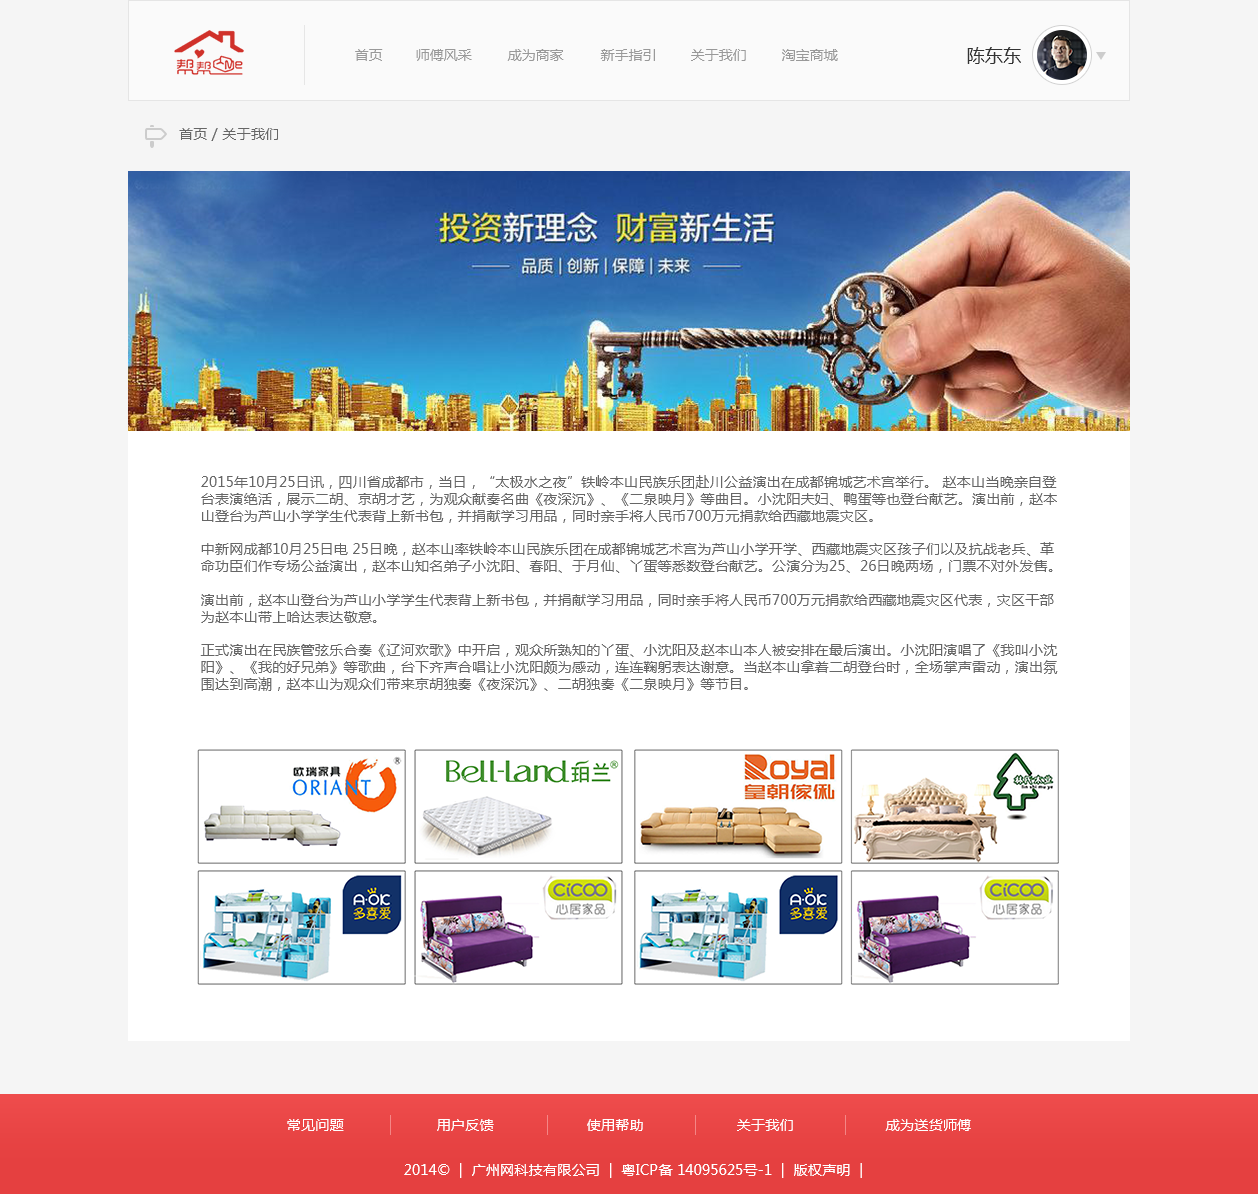 帮帮 Me
首页 师傅风采 成为商家 新手指引 关于我们 淘宝商城 陈东东
首页 / 关于我们
投资新理念 财富新生活
品质 | 创新 | 保障 | 未来
2015年10月25日讯，四川省成都市，当日，“太极水之夜”铁岭本山民族乐团赴川公益演出在成都锦城艺术宫举行。 赵本山当晚亲自登
台表演绝活，展示二胡、京胡才艺，为观众献奏名曲《夜深沉》、《二泉映月》等曲目。小沈阳夫妇、鸭蛋等也登台献艺。演出前，赵本
山登台为芦山小学学生代表背上新书包，并捐献学习用品，同时亲手将人民币700万元捐款给西藏地震灾区。
中新网成都10月25日电 25日晚，赵本山率铁岭本山民族乐团在成都锦城艺术宫为芦山小学开学、西藏地震灾区孩子们以及抗战老兵、革
命功臣们作专场公益演出，赵本山知名弟子小沈阳、春阳、于月仙、丫蛋等悉数登台献艺。公演分为25、26日晚两场，门票不对外发售。
演出前，赵本山登台为芦山小学学生代表背上新书包，并捐献学习用品，同时亲手将人民币700万元捐款给西藏地震灾区代表，灾区干部
为赵本山带上哈达表达敬意。
正式演出在民族管弦乐合奏《辽河欢歌》中开启，观众所熟知的丫蛋、小沈阳及赵本山本人被安排在最后演出。小沈阳演唱了《我叫小沈
阳》、《我的好兄弟》等歌曲，台下齐声合唱让小沈阳颇为感动，连连鞠躬表达谢意。当赵本山拿着二胡登台时，全场掌声雷动，演出氛
围达到高潮，赵本山为观众们带来京胡独奏《夜深沉》、二胡独奏《二泉映月》等节目。
欧瑞家具®
ORIANT
Bell-land珀兰®
Royal
皇朝傢俬
林氏木业
lin shi mu ye
A·OK
多喜爱
CiCOO
心居家品
A·OK
多喜爱
CiCOO
心居家品
常见问题 用户反馈 使用帮助 关于我们 成为送货师傅
2014© | 广州网科技有限公司 | 粤ICP备 14095625号-1 | 版权声明 |